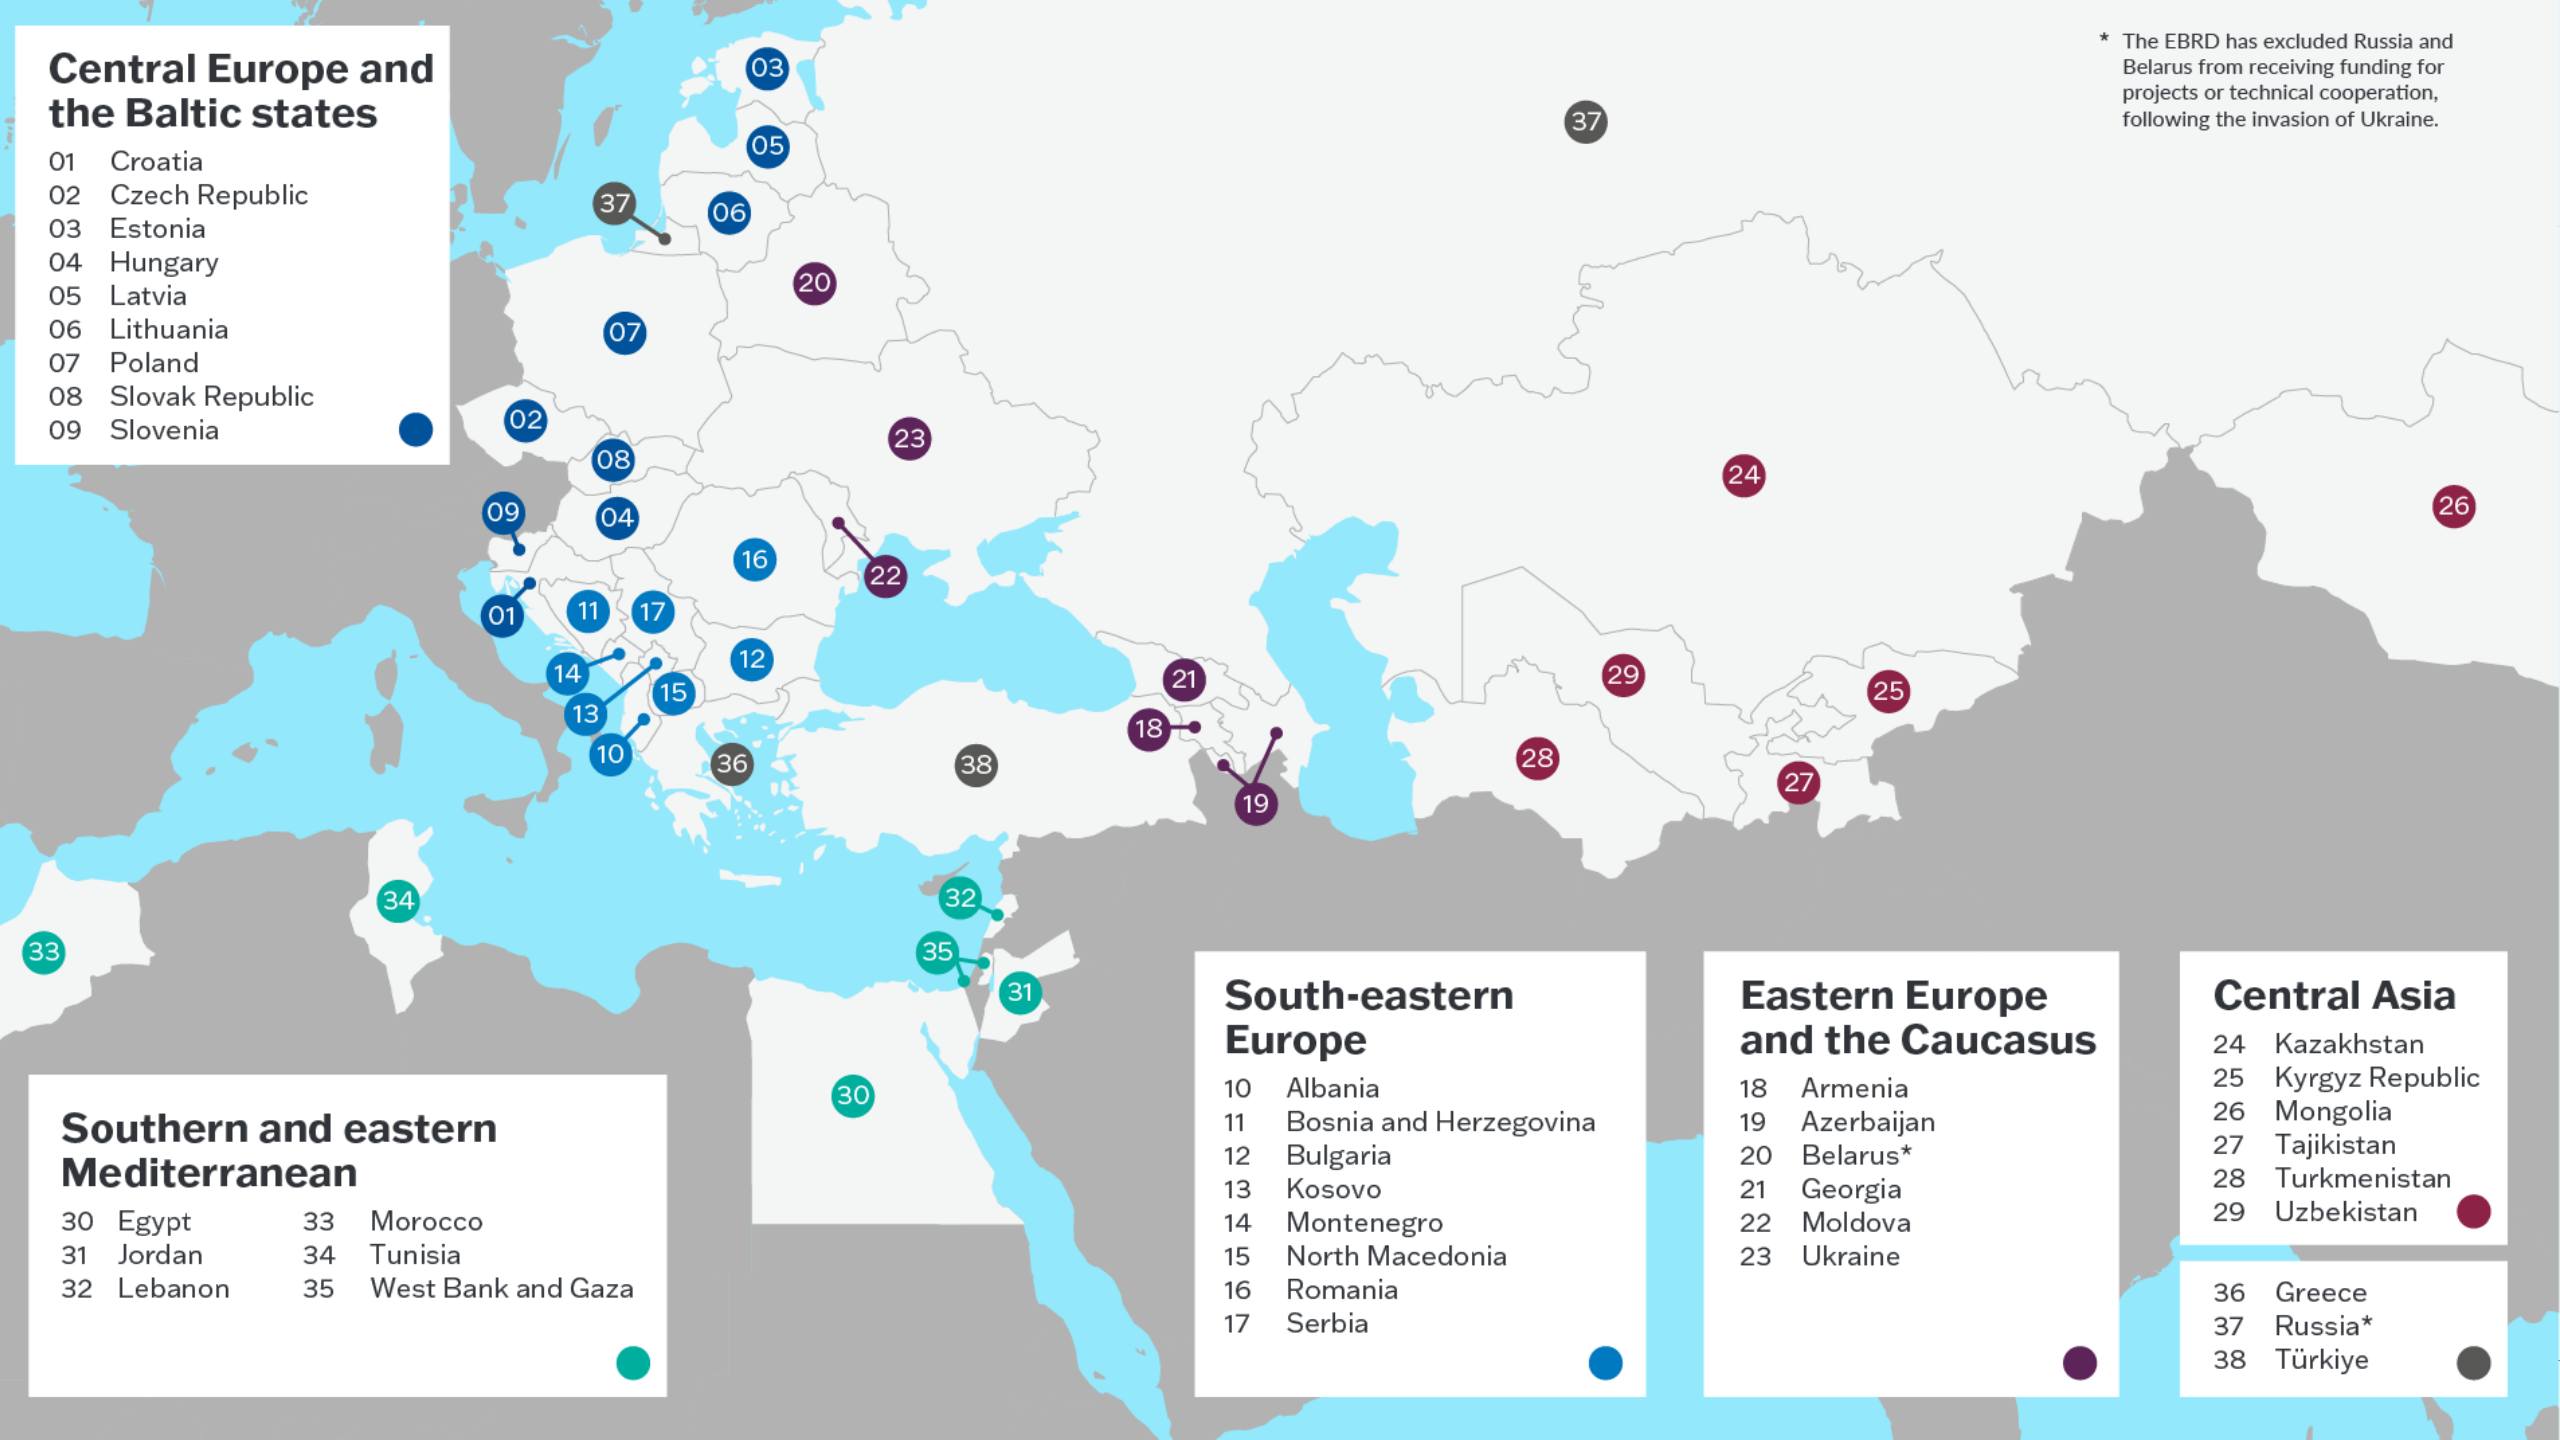 Central Europe and
the Baltic states
01 Croatia
02 Czech Republic
03 Estonia
04 Hungary
05 Latvia
06 Lithuania
07 Poland
08 Slovak Republic
09 Slovenia
* The EBRD has excluded Russia and
Belarus from receiving funding for
projects or technical cooperation,
following the invasion of Ukraine.
03
37
05
37
06
20
07
02
23
08
24
09
04
26
16
22
01
11
17
12
14
21
29
25
15
13
18
10
36
38
28
27
19
32
34
33
35
31
30
Southern and eastern
Mediterranean
30 Egypt
31 Jordan
32 Lebanon
33 Morocco
34 Tunisia
35 West Bank and Gaza
South-eastern
Europe
10 Albania
11 Bosnia and Herzegovina
12 Bulgaria
13 Kosovo
14 Montenegro
15 North Macedonia
16 Romania
17 Serbia
Eastern Europe
and the Caucasus
18 Armenia
19 Azerbaijan
20 Belarus*
21 Georgia
22 Moldova
23 Ukraine
Central Asia
24 Kazakhstan
25 Kyrgyz Republic
26 Mongolia
27 Tajikistan
28 Turkmenistan
29 Uzbekistan
36 Greece
37 Russia*
38 Türkiye